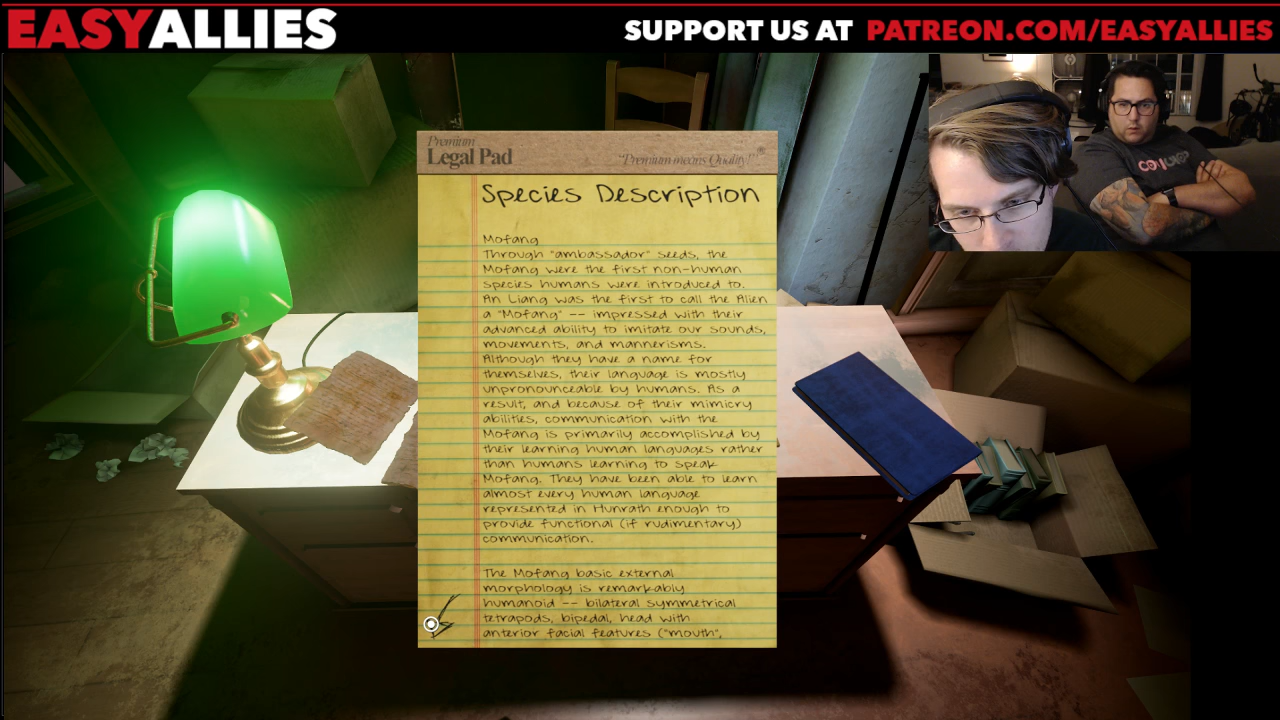 EASYALLIES
SUPPORT US AT PATREON.COM/EASYALLIES
Premium
Legal Pad
"Premium means Quality!"®
Species Description
Mofang
Through "ambassador" seeds, the
Mofang were the first non-human
species humans were introduced to.
An Liang was the first to call the Alien
a "Mofang" -- impressed with their
advanced ability to imitate our sounds,
movements, and mannerisms.
Although they have a name for
themselves, their language is mostly
unpronounceable by humans. As a
result, and because of their mimicry
abilities, communication with the
Mofang is primarily accomplished by
their learning human languages rather
than humans learning to speak
Mofang. They have been able to learn
almost every human language
represented in Hunrath enough to
provide functional (if rudimentary)
communication.
The Mofang basic external
morphology is remarkably
humanoid -- bilateral symmetrical
tetrapods, bipedal, head with
anterior facial features ("mouth",